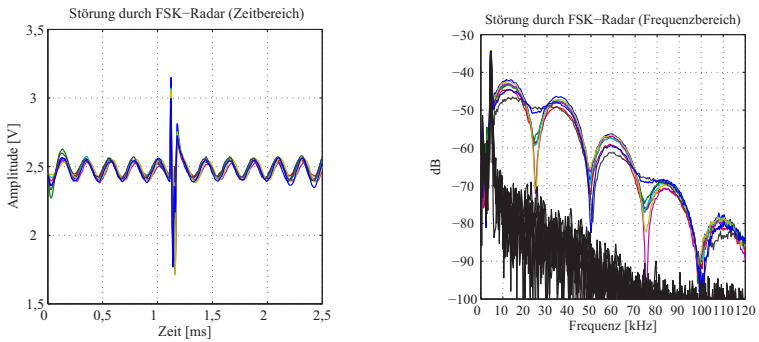 Störung durch FSK−Radar (Zeitbereich)
3,5
3
2,5
2
1,5
Amplitude [V]
0
0,5
1
1,5
2
2,5
Zeit [ms]
Störung durch FSK−Radar (Frequenzbereich)
−30
−40
−50
−60
−70
−80
−90
−100
dB
0 10 20 30 40 50 60 70 80 90 100 110 120
Frequenz [kHz]